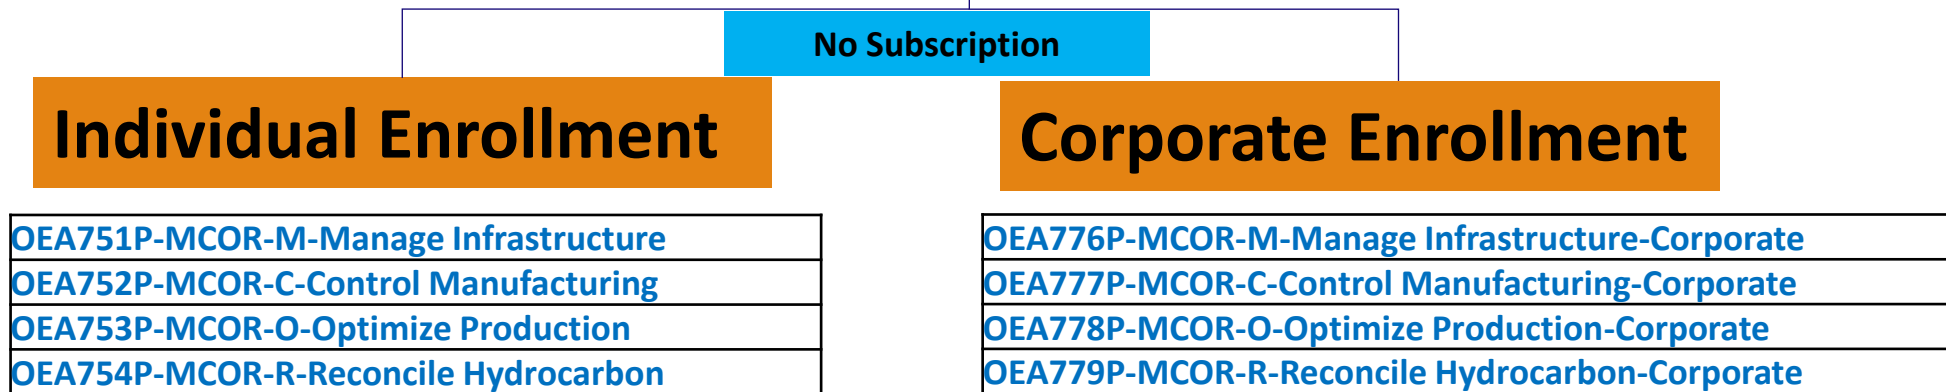 No Subscription
Individual Enrollment
Corporate Enrollment
OEA751P-MCOR-M-Manage Infrastructure
OEA752P-MCOR-C-Control Manufacturing
OEA753P-MCOR-O-Optimize Production
OEA754P-MCOR-R-Reconcile Hydrocarbon
OEA776P-MCOR-M-Manage Infrastructure-Corporate
OEA777P-MCOR-C-Control Manufacturing-Corporate
OEA778P-MCOR-O-Optimize Production-Corporate
OEA779P-MCOR-R-Reconcile Hydrocarbon-Corporate